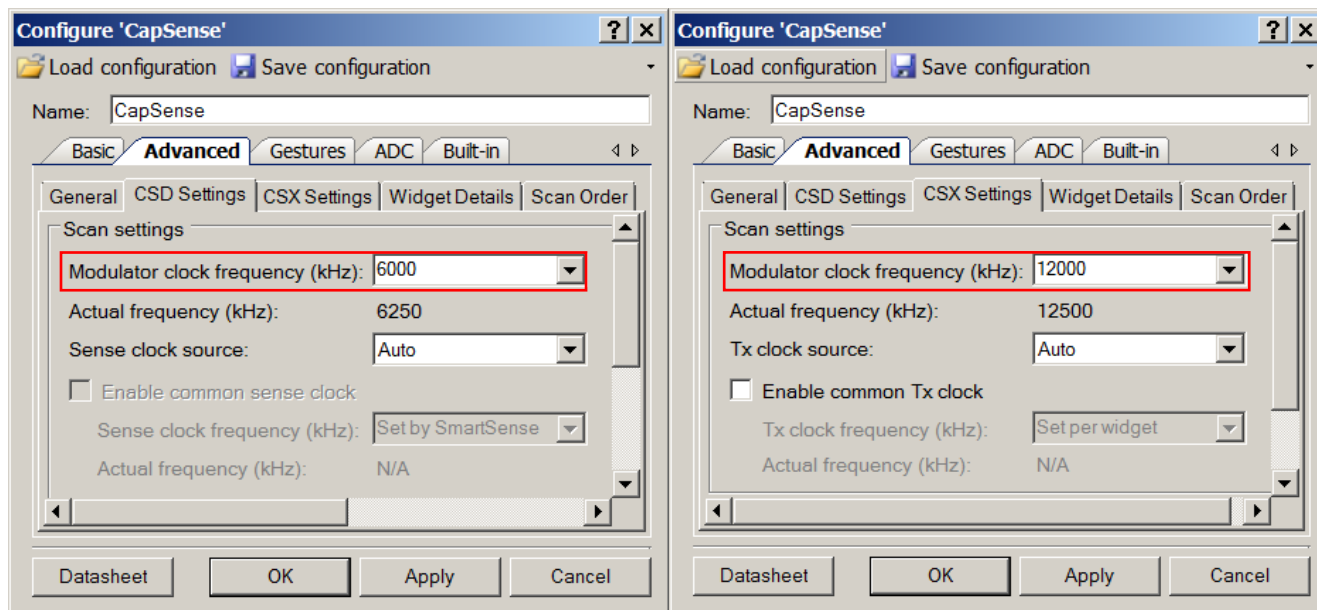 Configure 'CapSense'
Load configuration Save configuration
Name: CapSense
Basic Advanced Gestures ADC Built-in
General CSD Settings CSX Settings Widget Details Scan Order
Scan settings
Modulator clock frequency (kHz): 6000
Actual frequency (kHz): 6250
Sense clock source: Auto
Enable common sense clock
Sense clock frequency (kHz): Set by SmartSense
Actual frequency (kHz): N/A
Datasheet OK Apply Cancel
Configure 'CapSense'
Load configuration Save configuration
Name: CapSense
Basic Advanced Gestures ADC Built-in
General CSD Settings CSX Settings Widget Details Scan Order
Scan settings
Modulator clock frequency (kHz): 12000
Actual frequency (kHz): 12500
Tx clock source: Auto
Enable common Tx clock
Tx clock frequency (kHz): Set per widget
Actual frequency (kHz): N/A
Datasheet OK Apply Cancel